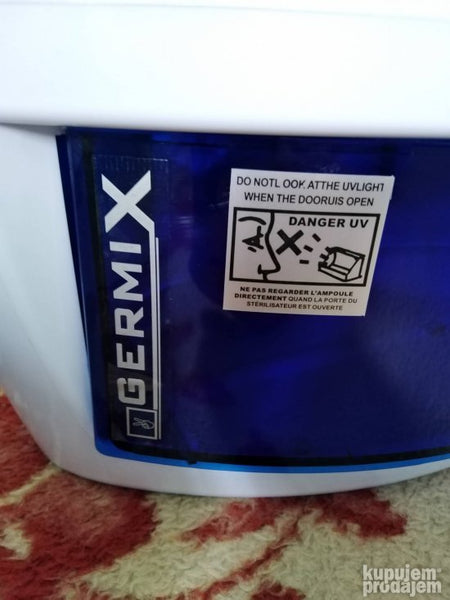 GERMIX
DO NOTL OOK ATTHE UVLIGHT
WHEN THE DOORUIS OPEN
DANGER UV
NE PAS REGARDER L'AMPOULE
DIRECTEMENT QUAND LA PORTE DU
STÉRILISATEUR EST OUVERTE
kupujem
prodajem